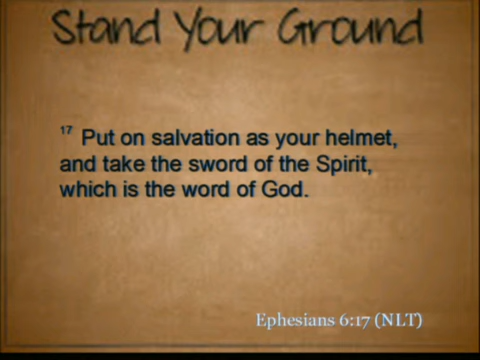 Stand Your Ground
17 Put on salvation as your helmet,
and take the sword of the Spirit,
which is the word of God.
Ephesians 6:17 (NLT)